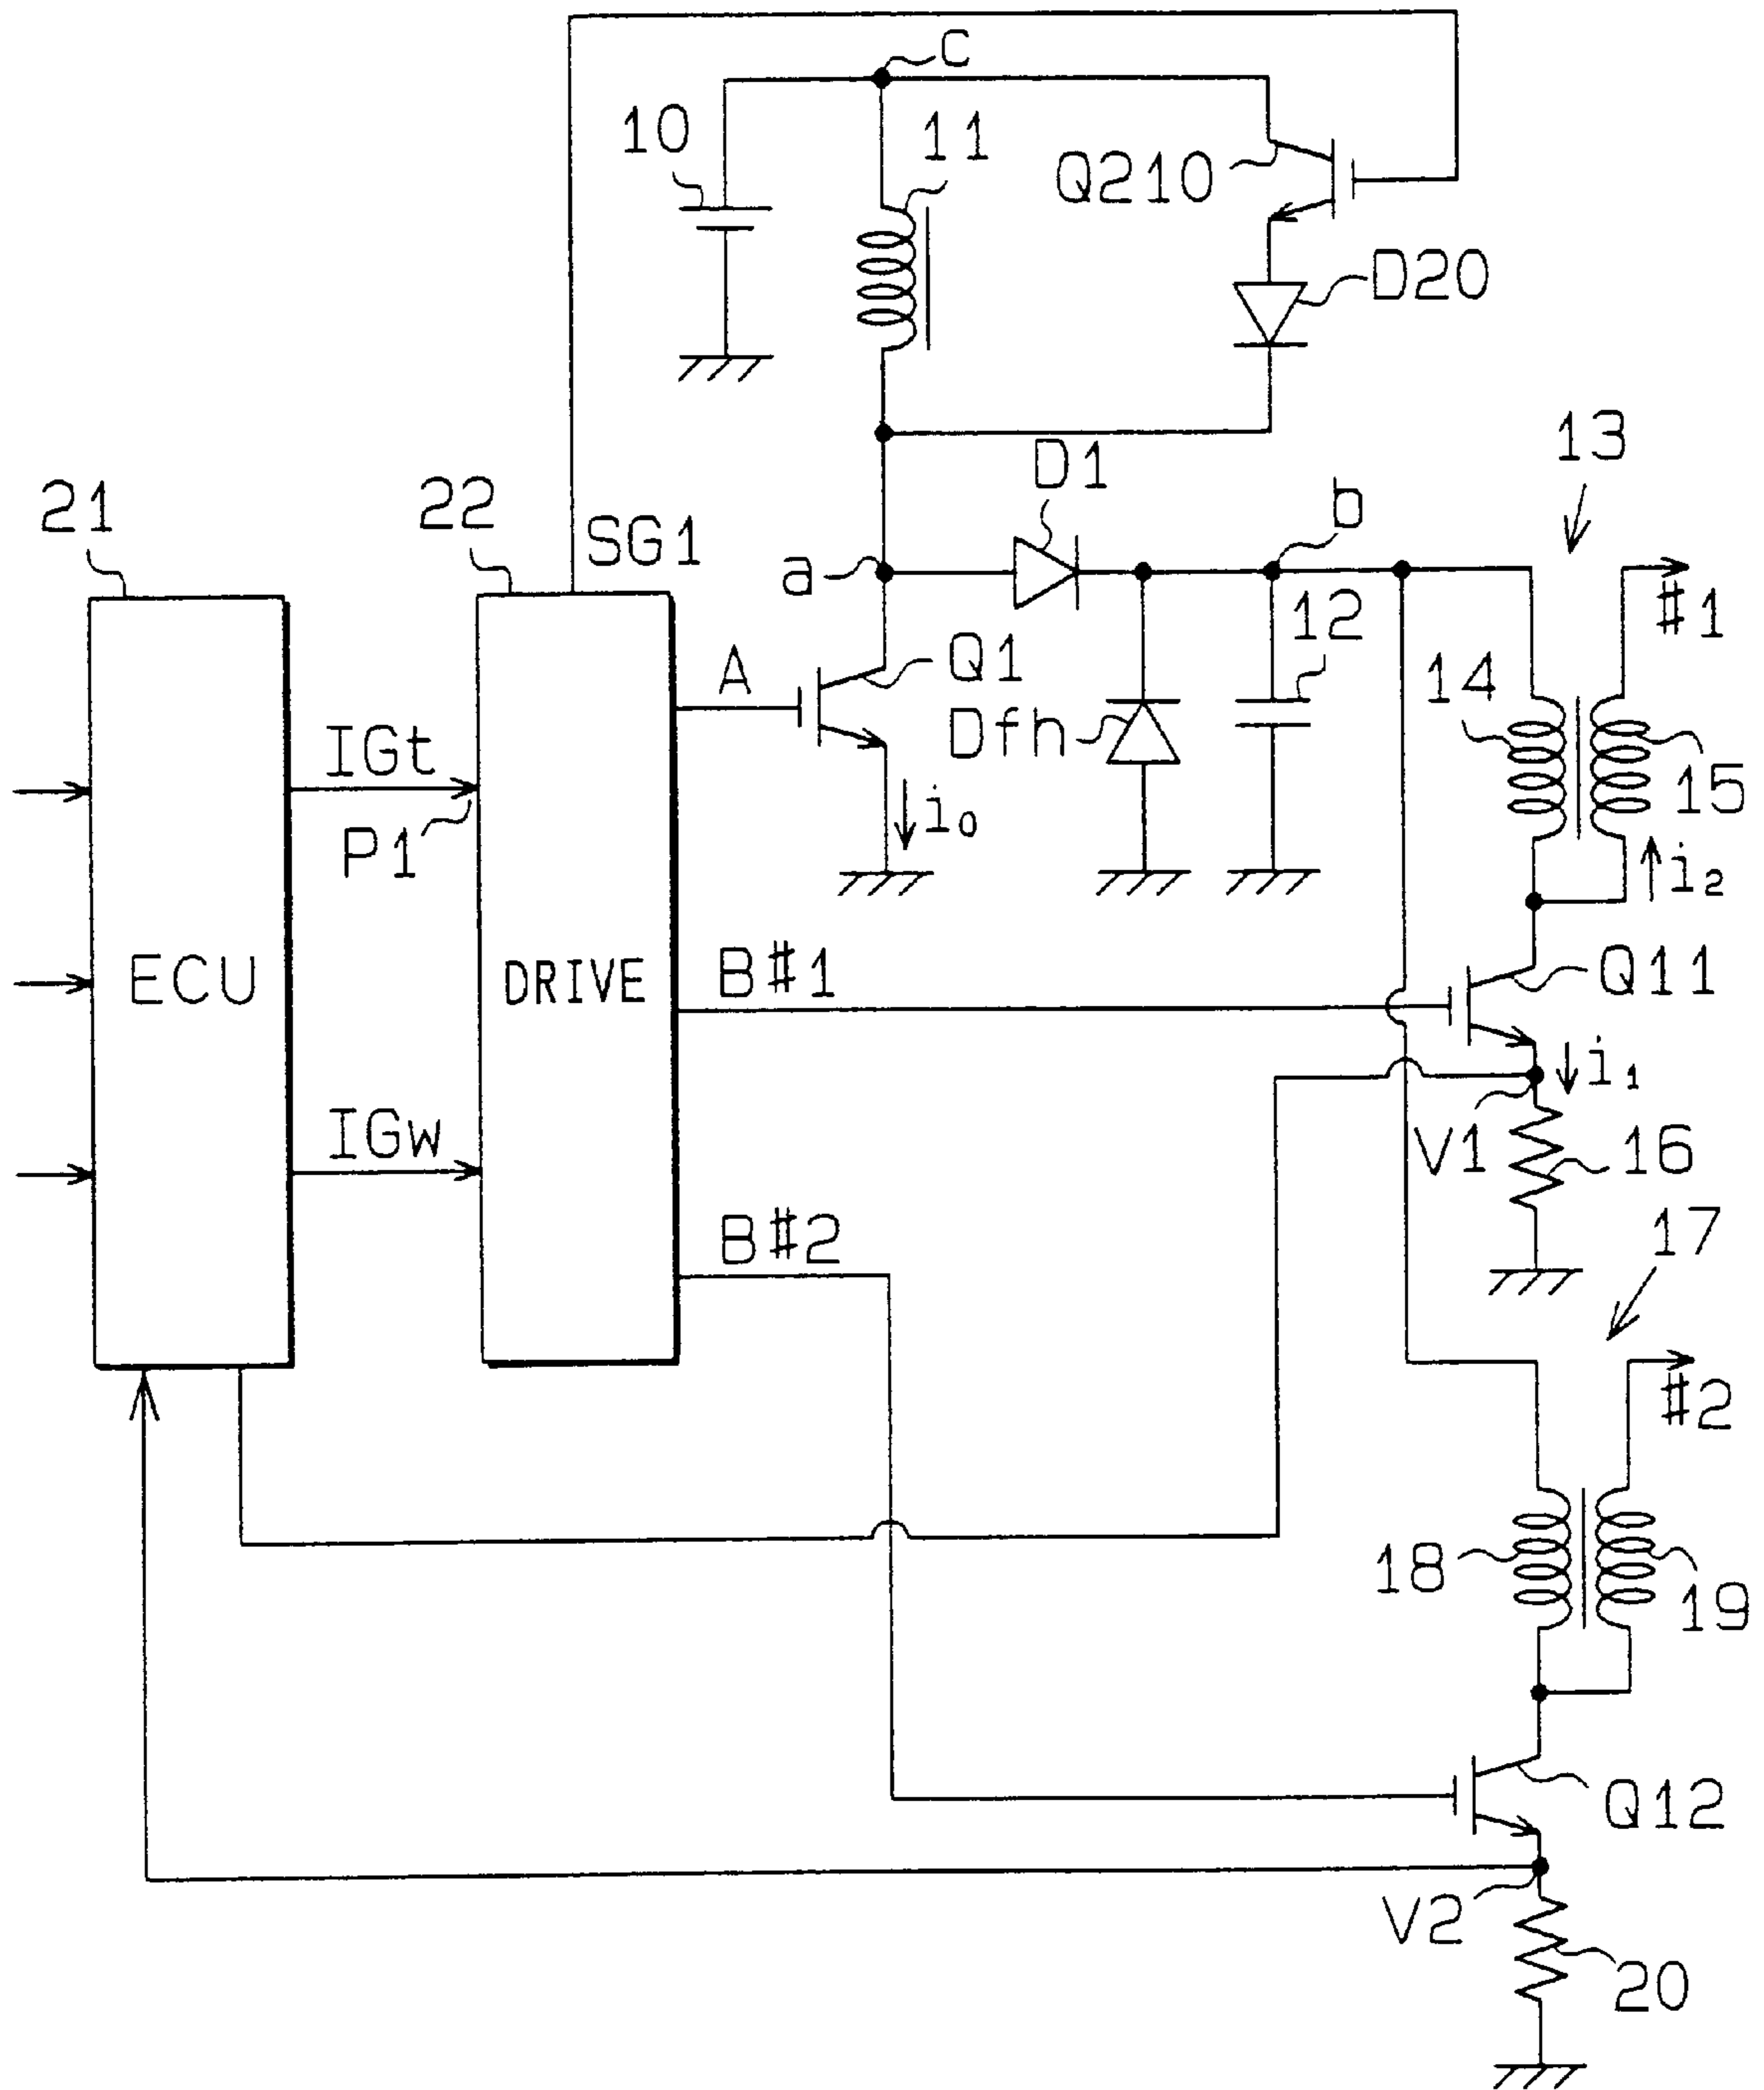 C
10
11
Q210
D20
13
D1
21
22
SG1
a
b
#1
12
Q1
A
14
Dfh
IGt
15
i₀
P1
i₂
ECU
DRIVE
B#1
Q11
i₁
IGw
V1
16
17
B#2
#2
18
19
Q12
V2
20